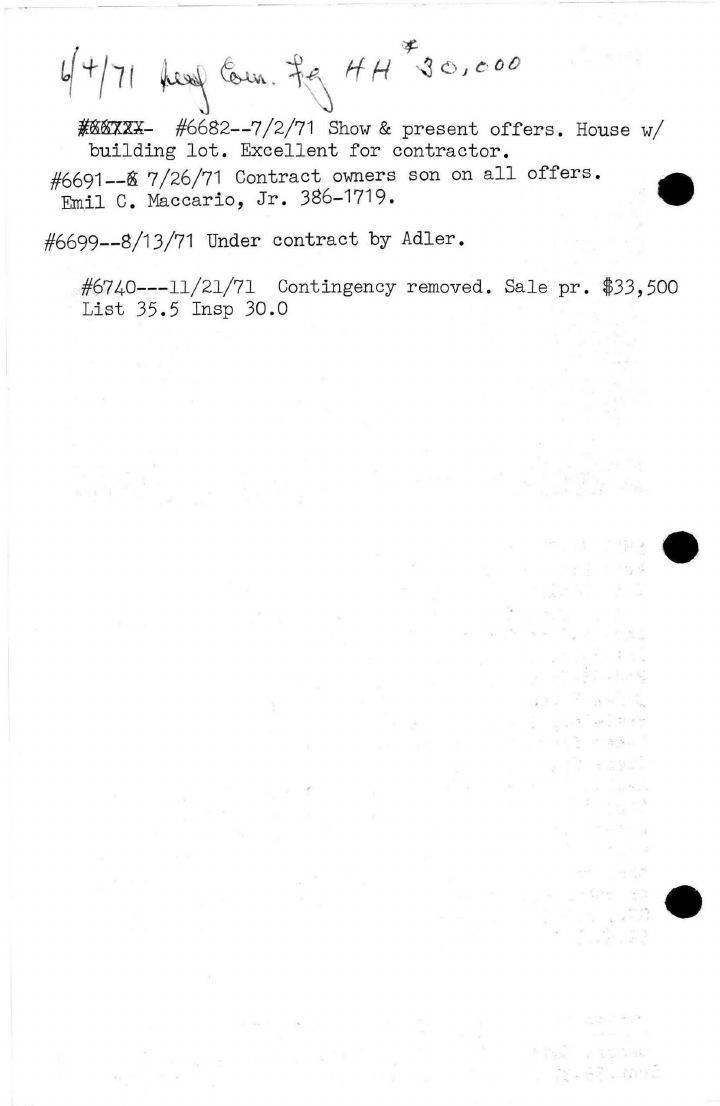 6/4/71 Com. Fig HH $30,000
#6682--7/2/71 Show & present offers. House w/
building lot. Excellent for contractor.
#6691-- 7/26/71 Contract owners son on all offers.
Emil C. Maccario, Jr. 386-1719.
#6699--8/13/71 Under contract by Adler.
#6740---11/21/71 Contingency removed. Sale pr. $33,500
List 35.5 Insp 30.0